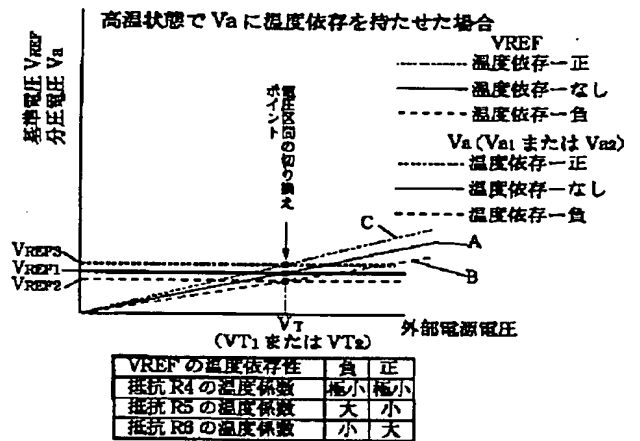 高温状態で Va に温度依存を持たせた場合
基準電圧 VREF
分圧電圧 Va
電圧区間の切り換え
ポイント
VREF
温度依存ー正
温度依存ーなし
温度依存ー負
Va (Va1 または Va2)
温度依存ー正
温度依存ーなし
温度依存ー負
C
A
B
VREF3
VREF1
VREF2
VT
(VT1 または VT2)
外部電源電圧
VREF の温度依存性 負 正
抵抗 R4 の温度係数 極小 極小
抵抗 R5 の温度係数 大 小
抵抗 R6 の温度係数 小 大